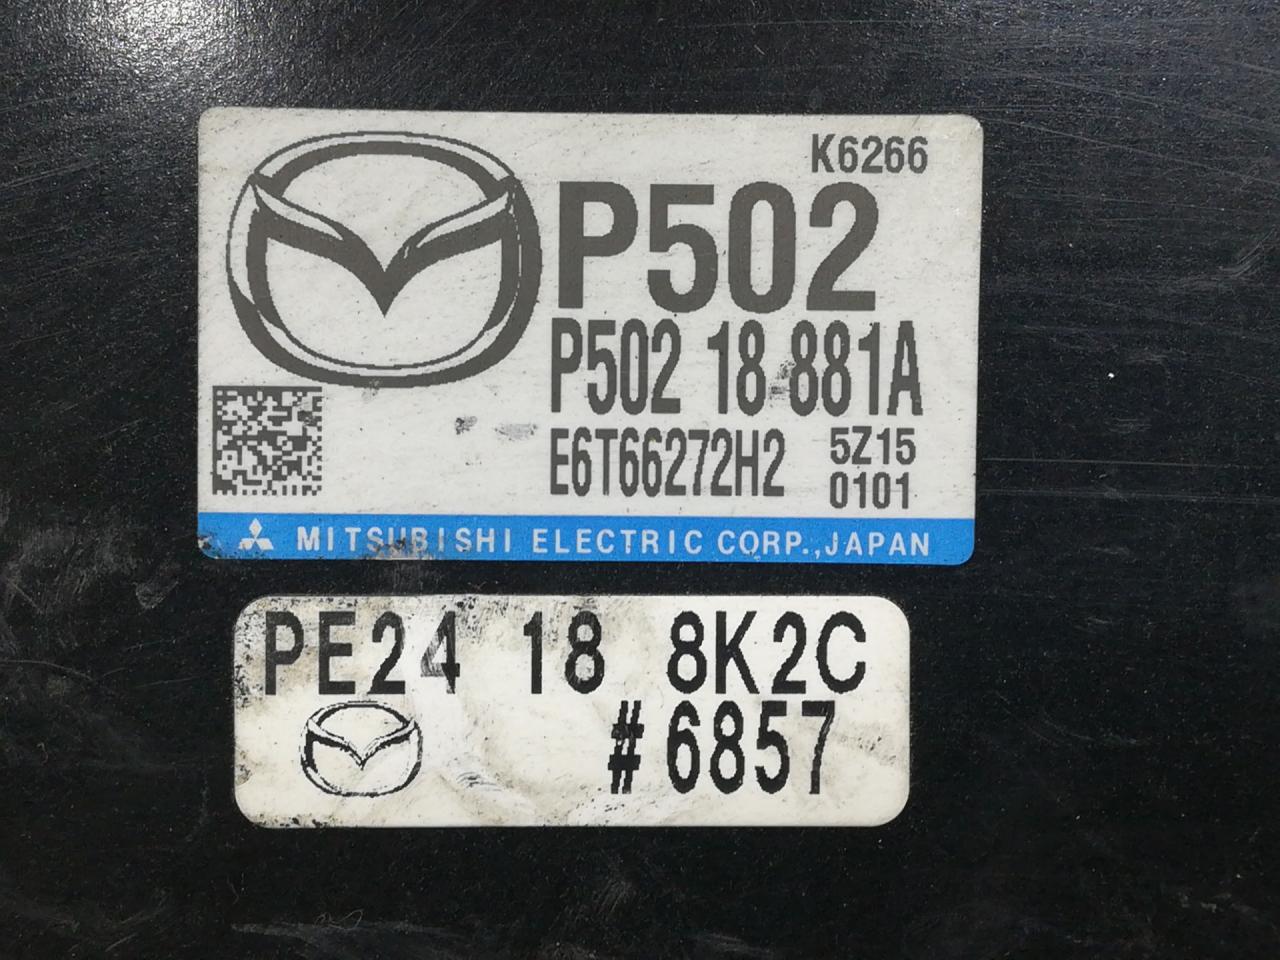 K6266
P502
P502 18 881A
E6T66272H2 5Z15
0101
MITSUBISHI ELECTRIC CORP.,JAPAN
PE24 18 8K2C
#6857